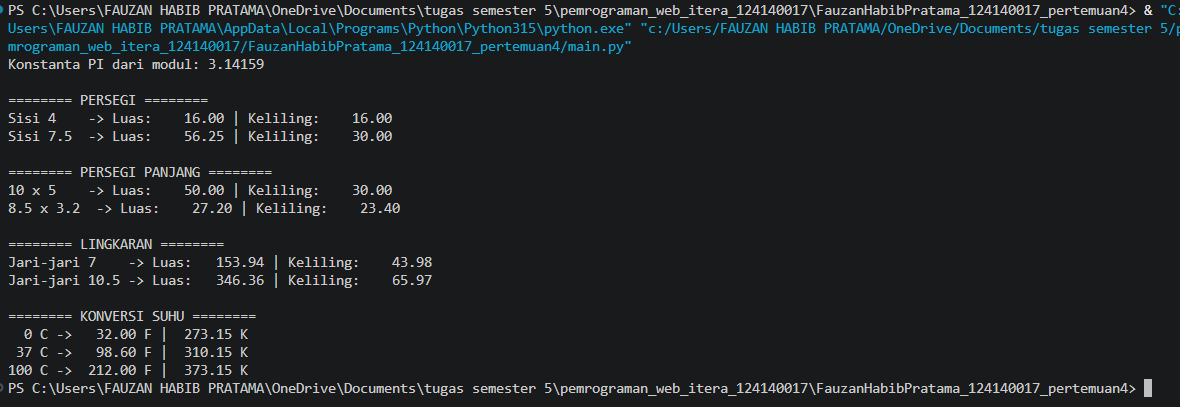 PS C:\Users\FAUZAN HABIB PRATAMA\OneDrive\Documents\tugas semester 5\pemrograman_web_itera_124140017\FauzanHabibPratama_124140017_pertemuan4> & "C:
Users\FAUZAN HABIB PRATAMA\AppData\Local\Programs\Python\Python315\python.exe" "c:/Users/FAUZAN HABIB PRATAMA/OneDrive/Documents/tugas semester 5/p
mrograman_web_itera_124140017/FauzanHabibPratama_124140017_pertemuan4/main.py"
Konstanta PI dari modul: 3.14159
======== PERSEGI ========
Sisi 4    -> Luas:    16.00 | Keliling:    16.00
Sisi 7.5  -> Luas:    56.25 | Keliling:    30.00
======== PERSEGI PANJANG ========
10 x 5    -> Luas:    50.00 | Keliling:    30.00
8.5 x 3.2  -> Luas:    27.20 | Keliling:    23.40
======== LINGKARAN ========
Jari-jari 7    -> Luas:   153.94 | Keliling:    43.98
Jari-jari 10.5 -> Luas:   346.36 | Keliling:    65.97
======== KONVERSI SUHU ========
  0 C ->   32.00 F |  273.15 K
 37 C ->   98.60 F |  310.15 K
100 C ->  212.00 F |  373.15 K
PS C:\Users\FAUZAN HABIB PRATAMA\OneDrive\Documents\tugas semester 5\pemrograman_web_itera_124140017\FauzanHabibPratama_124140017_pertemuan4>